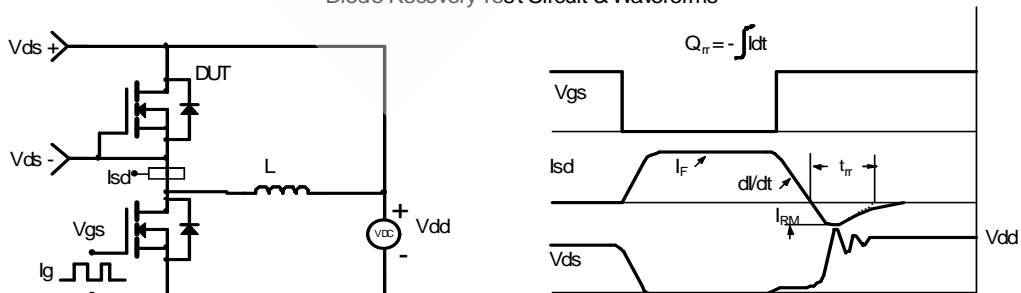 Diode Recovery Test Circuit & Waveforms
Vds +
DUT
Vds -
Isd
L
Vgs
Ig
VDC
+
-
Vdd
Qrr = - ∫Idt
Vgs
Isd
IF
dI/dt
trr
IRM
Vds
Vdd